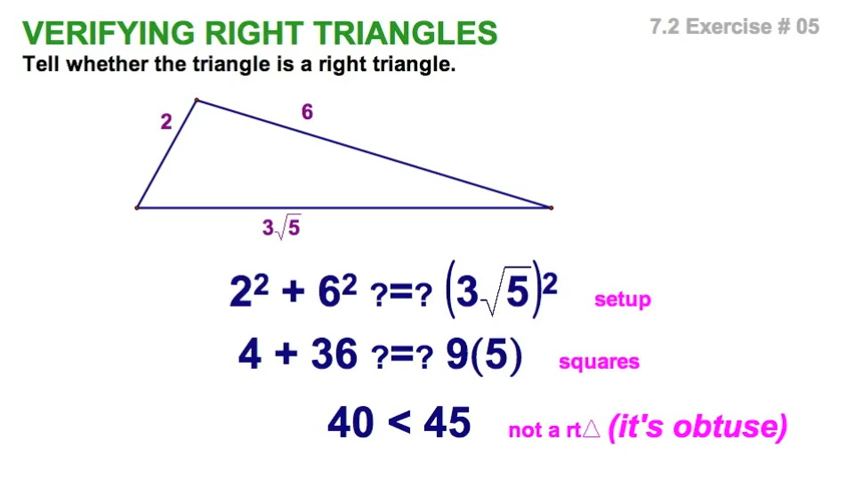 VERIFYING RIGHT TRIANGLES
7.2 Exercise # 05
Tell whether the triangle is a right triangle.
2
6
3√5
2² + 6² ?=? (3√5)² setup
4 + 36 ?=? 9(5) squares
40 < 45 not a rt△ (it's obtuse)